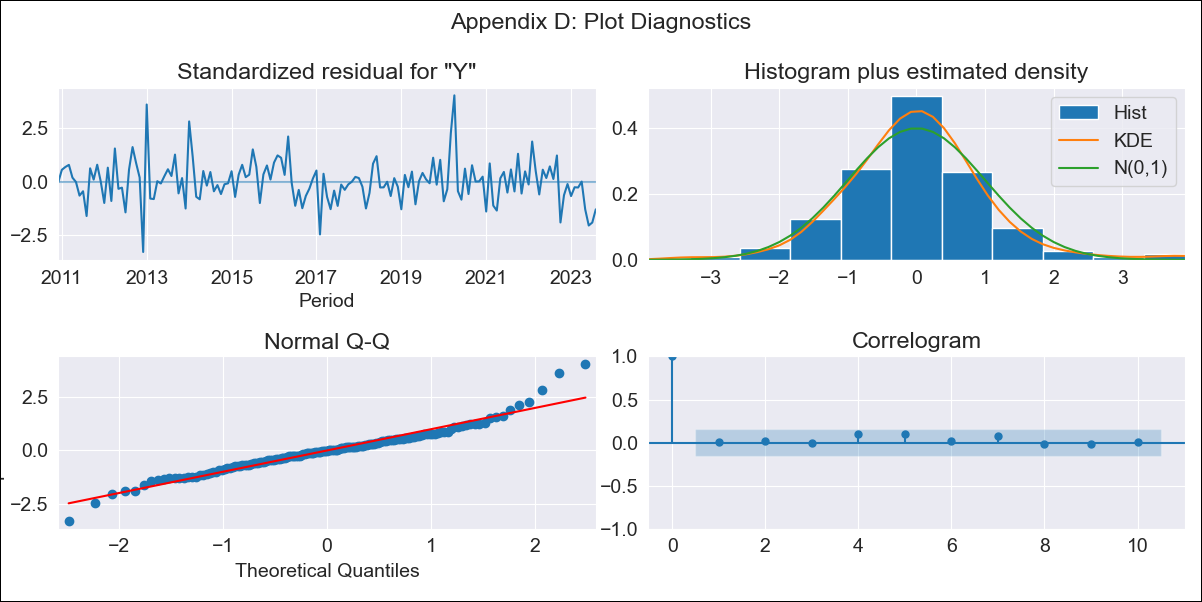 Appendix D: Plot Diagnostics
Standardized residual for "Y"
2.5
0.0
−2.5
2011 2013 2015 2017 2019 2021 2023
Period
Histogram plus estimated density
Hist
KDE
N(0,1)
0.4
0.2
0.0
−3 −2 −1 0 1 2 3
Normal Q-Q
2.5
0.0
−2.5
−2 −1 0 1 2
Theoretical Quantiles
Correlogram
1.0
0.5
0.0
−0.5
−1.0
0 2 4 6 8 10